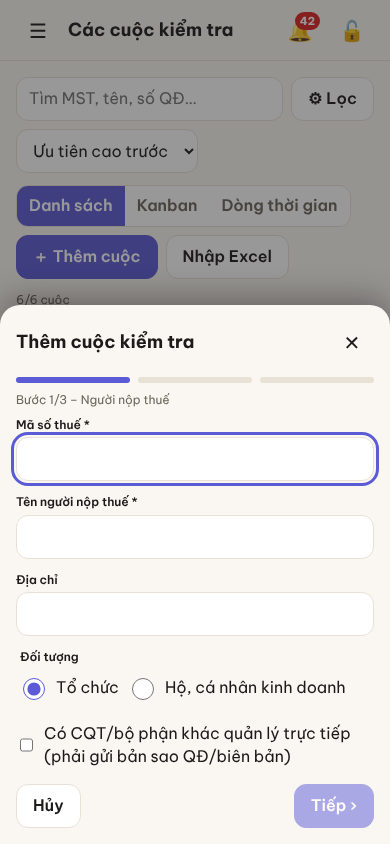 ☰ Các cuộc kiểm tra 42
Tìm MST, tên, số QĐ...
⚙ Lọc
Ưu tiên cao trước
Danh sách Kanban Dòng thời gian
+ Thêm cuộc Nhập Excel
6/6 cuộc
Thêm cuộc kiểm tra ✕
Bước 1/3 – Người nộp thuế
Mã số thuế *
Tên người nộp thuế *
Địa chỉ
Đối tượng
Tổ chức Hộ, cá nhân kinh doanh
Có CQT/bộ phận khác quản lý trực tiếp
(phải gửi bản sao QĐ/biên bản)
Hủy Tiếp ›